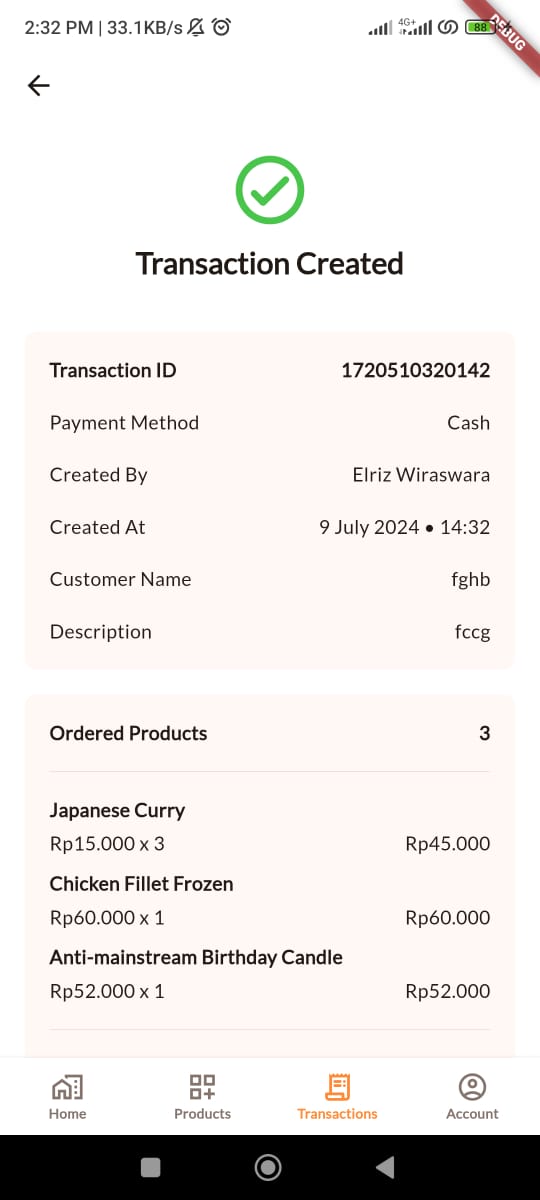 2:32 PM | 33.1KB/s
4G+
88
DEBUG
Transaction Created
Transaction ID 1720510320142
Payment Method Cash
Created By Elriz Wiraswara
Created At 9 July 2024 • 14:32
Customer Name fghb
Description fccg
Ordered Products 3
Japanese Curry
Rp15.000 x 3 Rp45.000
Chicken Fillet Frozen
Rp60.000 x 1 Rp60.000
Anti-mainstream Birthday Candle
Rp52.000 x 1 Rp52.000
Home Products Transactions Account